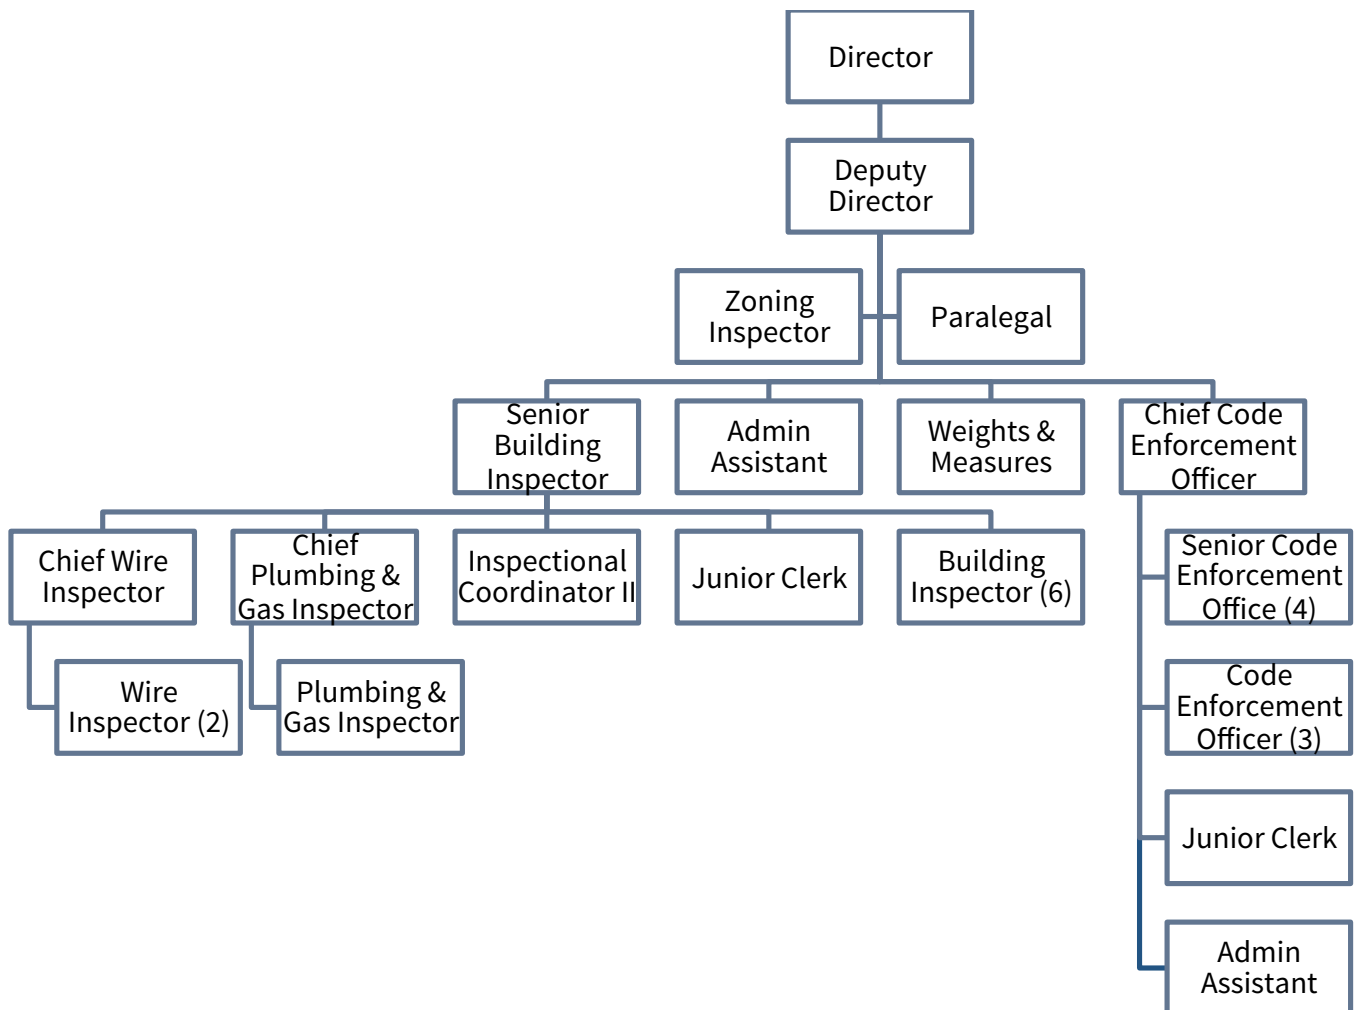 Director
Deputy
Director
Zoning
Inspector
Paralegal
Senior
Building
Inspector
Admin
Assistant
Weights &
Measures
Chief Code
Enforcement
Officer
Chief Wire
Inspector
Chief
Plumbing &
Gas Inspector
Inspectional
Coordinator II
Junior Clerk
Building
Inspector (6)
Senior Code
Enforcement
Office (4)
Wire
Inspector (2)
Plumbing &
Gas Inspector
Code
Enforcement
Officer (3)
Junior Clerk
Admin
Assistant